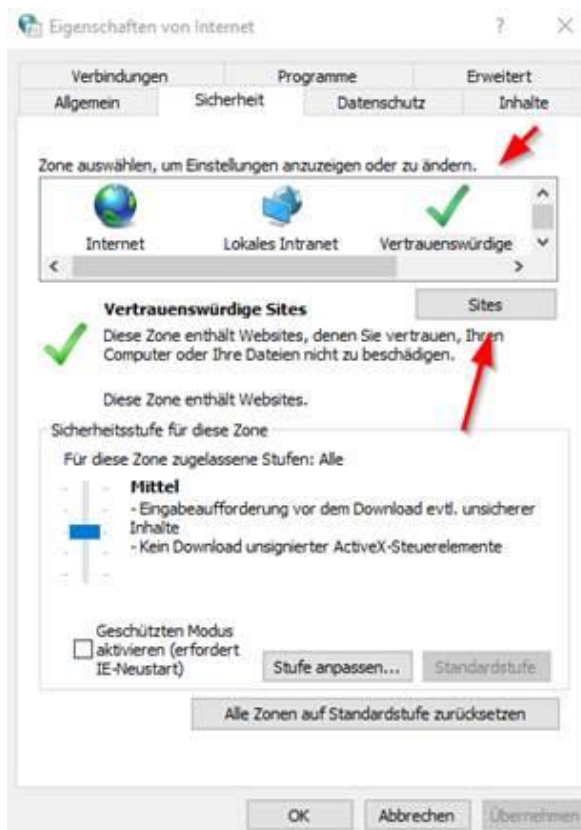 Eigenschaften von Internet
Verbindungen Programme Erweitert
Allgemein Sicherheit Datenschutz Inhalte
Zone auswählen, um Einstellungen anzuzeigen oder zu ändern.
Internet Lokales Intranet Vertrauenswürdige
Vertrauenswürdige Sites Sites
Diese Zone enthält Websites, denen Sie vertrauen, Ihren
Computer oder Ihre Dateien nicht zu beschädigen.
Diese Zone enthält Websites.
Sicherheitsstufe für diese Zone
Für diese Zone zugelassene Stufen: Alle
Mittel
- Eingabeaufforderung vor dem Download evtl. unsicherer
Inhalte
- Kein Download unsignierter ActiveX-Steuerelemente
Geschützten Modus
aktivieren (erfordert
IE-Neustart)
Stufe anpassen... Standardstufe
Alle Zonen auf Standardstufe zurücksetzen
OK Abbrechen Übernehmen